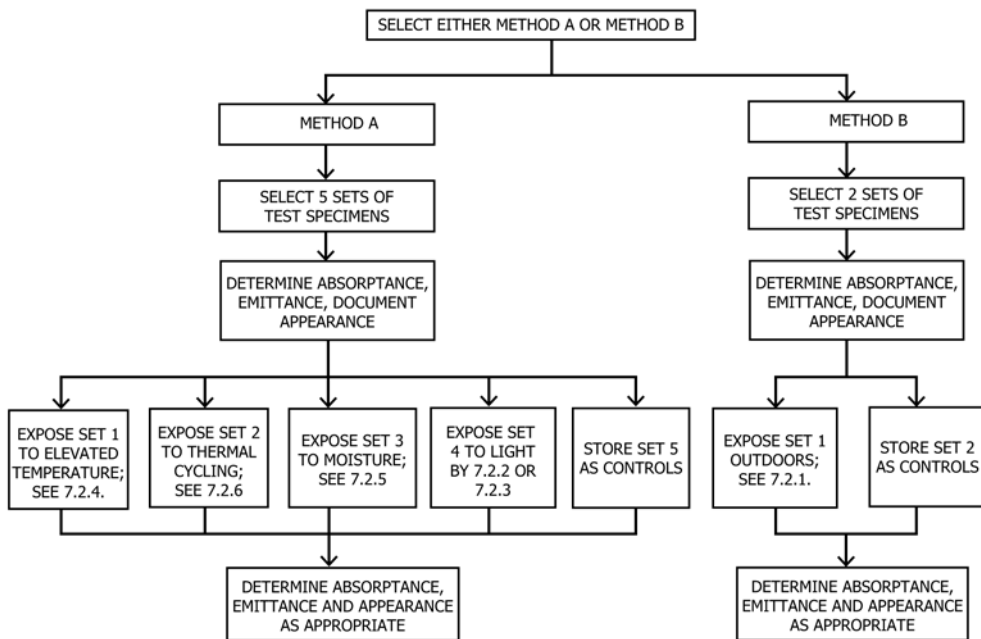 SELECT EITHER METHOD A OR METHOD B
METHOD A
METHOD B
SELECT 5 SETS OF
TEST SPECIMENS
SELECT 2 SETS OF
TEST SPECIMENS
DETERMINE ABSORPTANCE,
EMITTANCE, DOCUMENT
APPEARANCE
DETERMINE ABSORPTANCE,
EMITTANCE, DOCUMENT
APPEARANCE
EXPOSE SET 1
TO ELEVATED
TEMPERATURE;
SEE 7.2.4.
EXPOSE SET 2
TO THERMAL
CYCLING;
SEE 7.2.6
EXPOSE SET 3
TO MOISTURE;
SEE 7.2.5
EXPOSE SET
4 TO LIGHT
BY 7.2.2 OR
7.2.3
STORE SET 5
AS CONTROLS
EXPOSE SET 1
OUTDOORS;
SEE 7.2.1.
STORE SET 2
AS CONTROLS
DETERMINE ABSORPTANCE,
EMITTANCE AND APPEARANCE
AS APPROPRIATE
DETERMINE ABSORPTANCE,
EMITTANCE AND APPEARANCE
AS APPROPRIATE